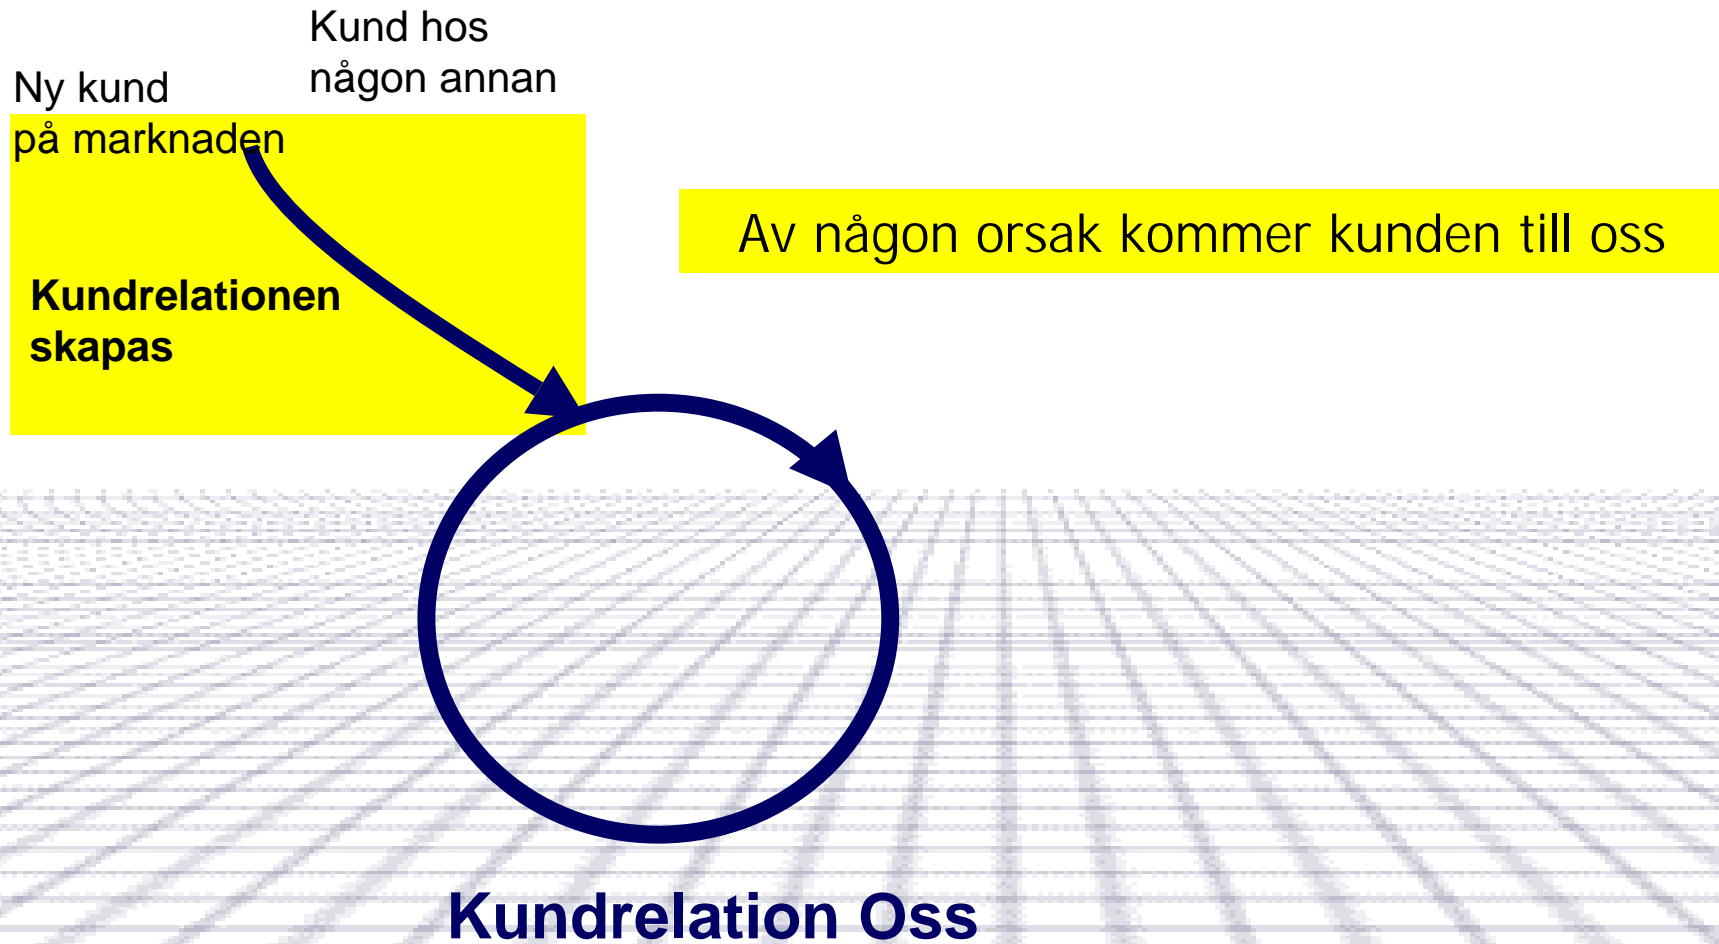 Kund hos
någon annan
Ny kund
på marknaden
Av någon orsak kommer kunden till oss
Kundrelationen
skapas
Kundrelation Oss